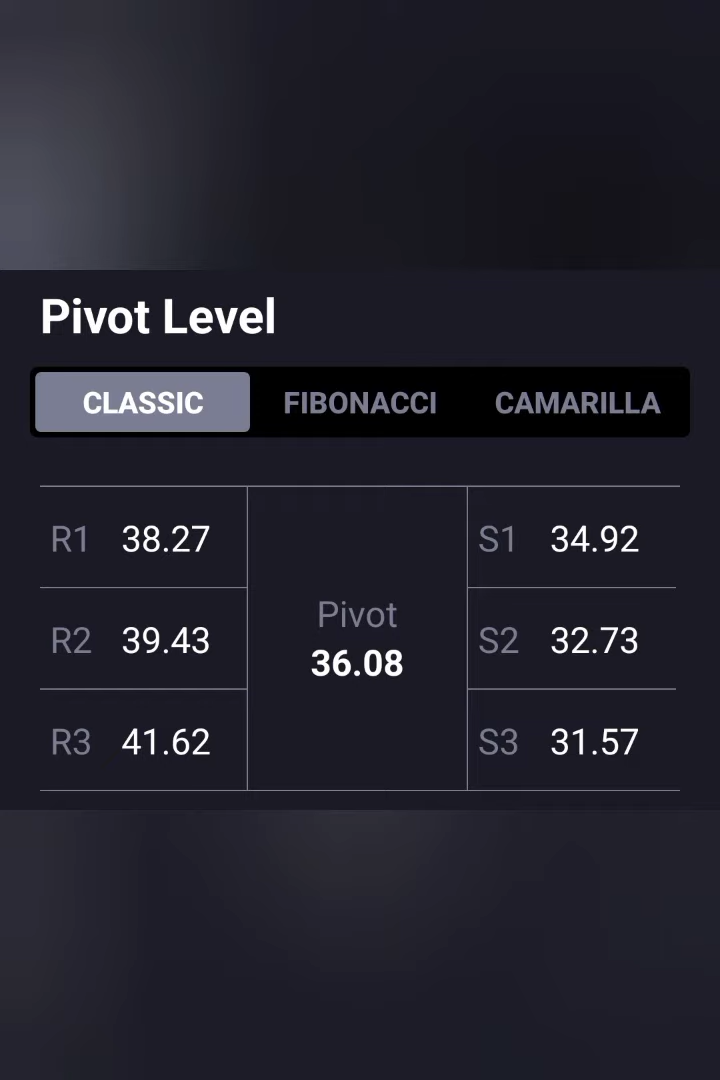 Pivot Level
CLASSIC FIBONACCI CAMARILLA
R1 38.27
R2 39.43
R3 41.62
Pivot
36.08
S1 34.92
S2 32.73
S3 31.57